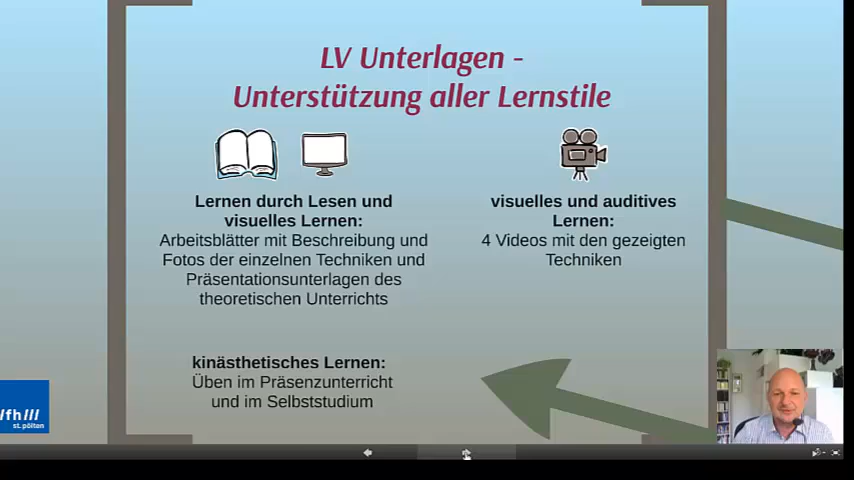 LV Unterlagen -
Unterstützung aller Lernstile
Lernen durch Lesen und
visuelles Lernen:
Arbeitsblätter mit Beschreibung und
Fotos der einzelnen Techniken und
Präsentationsunterlagen des
theoretischen Unterrichts
visuelles und auditives
Lernen:
4 Videos mit den gezeigten
Techniken
kinästhetisches Lernen:
Üben im Präsenzunterricht
und im Selbststudium
/fh///
st.pölten